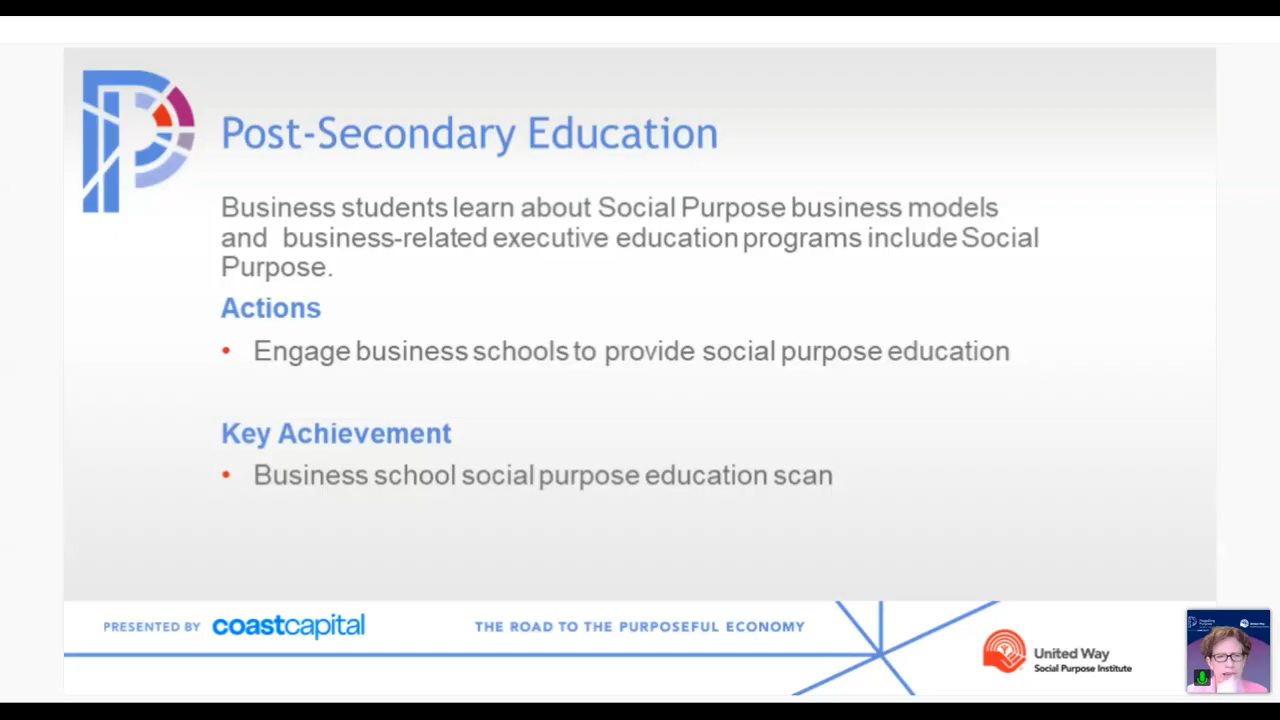 Post-Secondary Education
Business students learn about Social Purpose business models
and business-related executive education programs include Social
Purpose.
Actions
• Engage business schools to provide social purpose education
Key Achievement
• Business school social purpose education scan
PRESENTED BY coastcapital
THE ROAD TO THE PURPOSEFUL ECONOMY
United Way
Social Purpose Institute